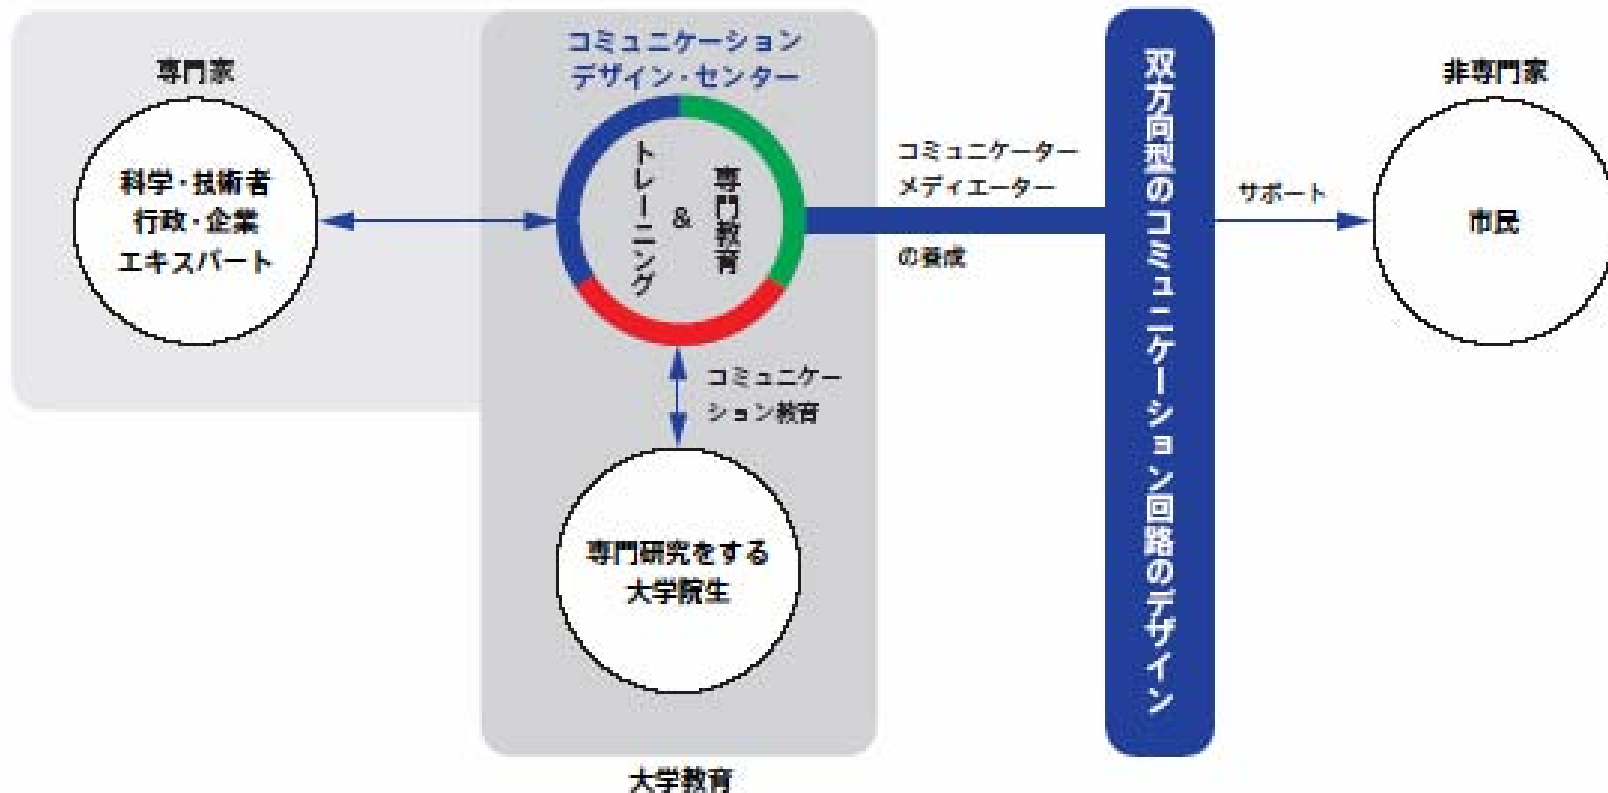 専門家
科学・技術者
行政・企業
エキスパート
コミュニケーション
デザイン・センター
専門教育
&
トレーニング
コミュニケーター
メディエーター
の養成
コミュニケー
ション教育
専門研究をする
大学院生
大学教育
双方向型のコミュニケーション回路のデザイン
サポート
非専門家
市民